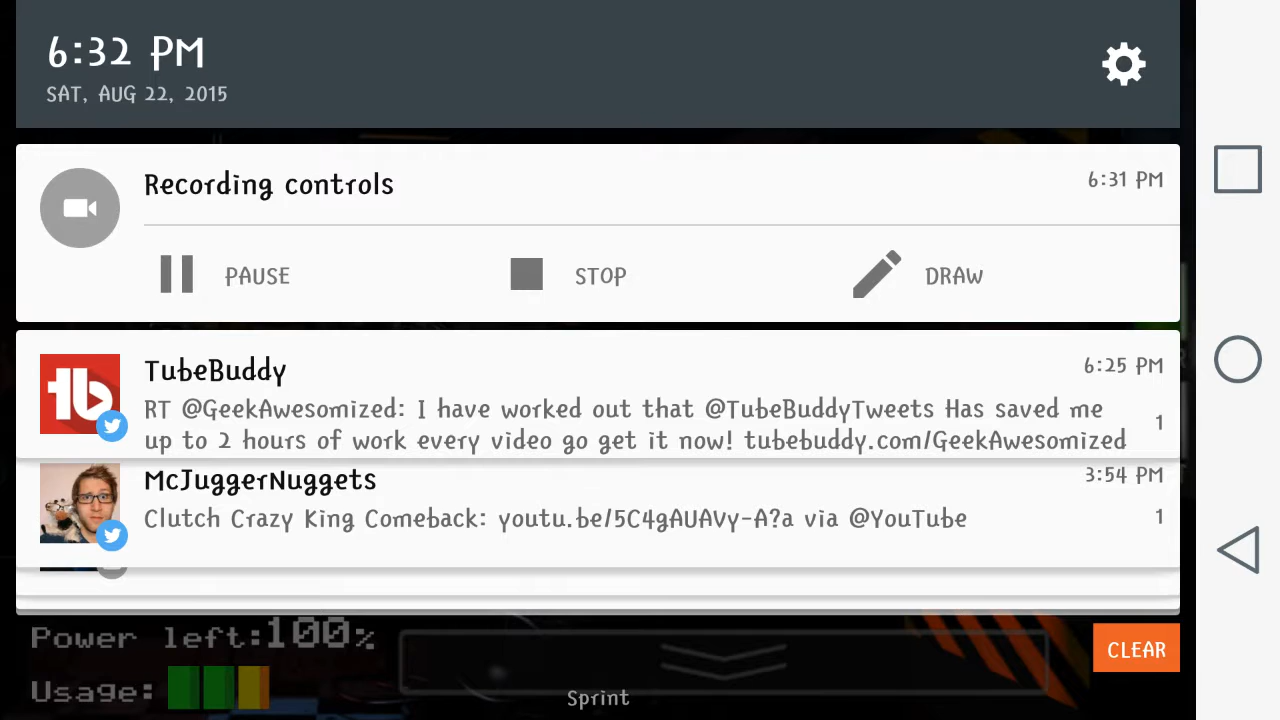 6:32 PM
SAT, AUG 22, 2015
Recording controls
6:31 PM
PAUSE
STOP
DRAW
TubeBuddy
6:25 PM
RT @GeekAwesomized: I have worked out that @TubeBuddyTweets Has saved me
up to 2 hours of work every video go get it now! tubebuddy.com/GeekAwesomized
1
McJuggerNuggets
3:54 PM
Clutch Crazy King Comeback: youtu.be/5C4gAUAVy-A?a via @YouTube
1
Power left:100%
CLEAR
Usage:
Sprint